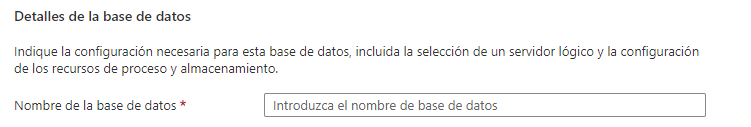 Detalles de la base de datos
Indique la configuración necesaria para esta base de datos, incluida la selección de un servidor lógico y la configuración
de los recursos de proceso y almacenamiento.
Nombre de la base de datos * Introduzca el nombre de base de datos